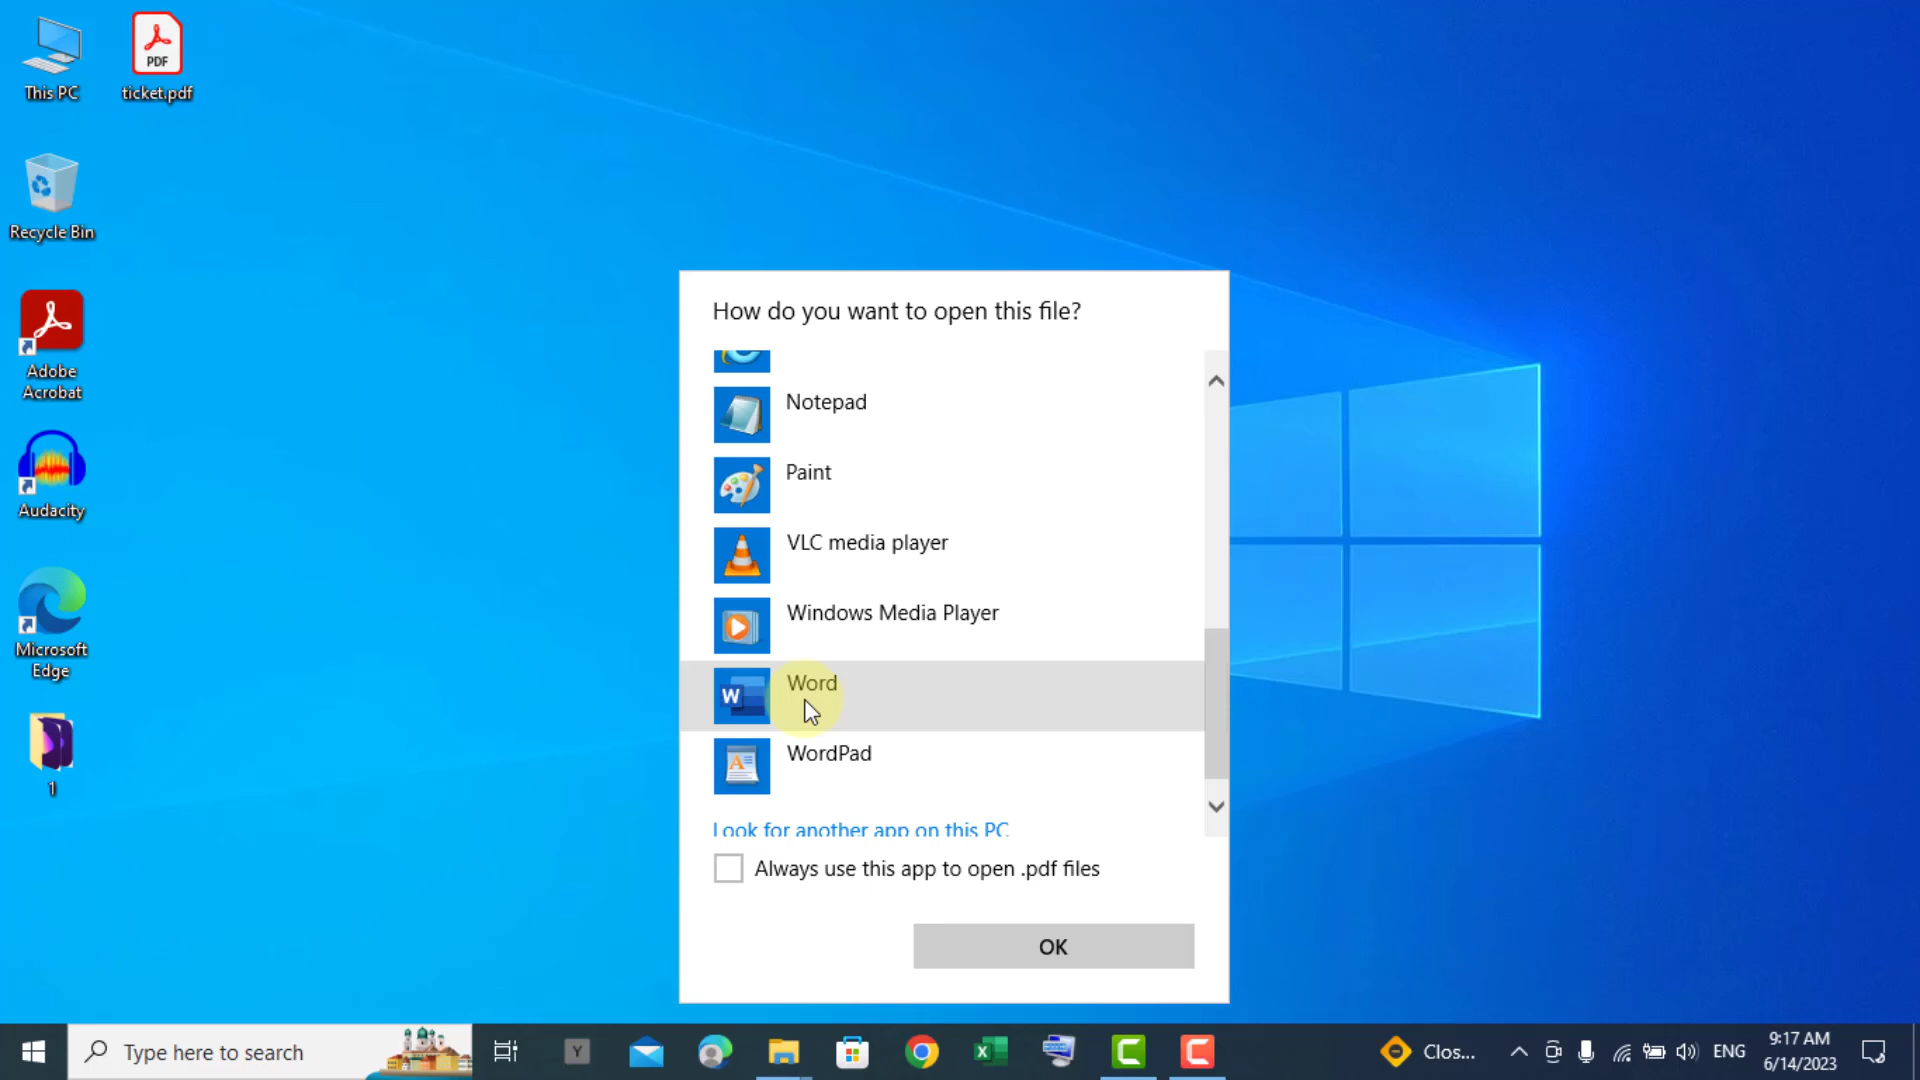 This PC
PDF
ticket.pdf
Recycle Bin
Adobe
Acrobat
Audacity
Microsoft
Edge
1
How do you want to open this file?
Notepad
Paint
VLC media player
Windows Media Player
W
Word
A
WordPad
Look for another app on this PC
Always use this app to open .pdf files
OK
Type here to search
Y
Clos...
ENG
9:17 AM
6/14/2023